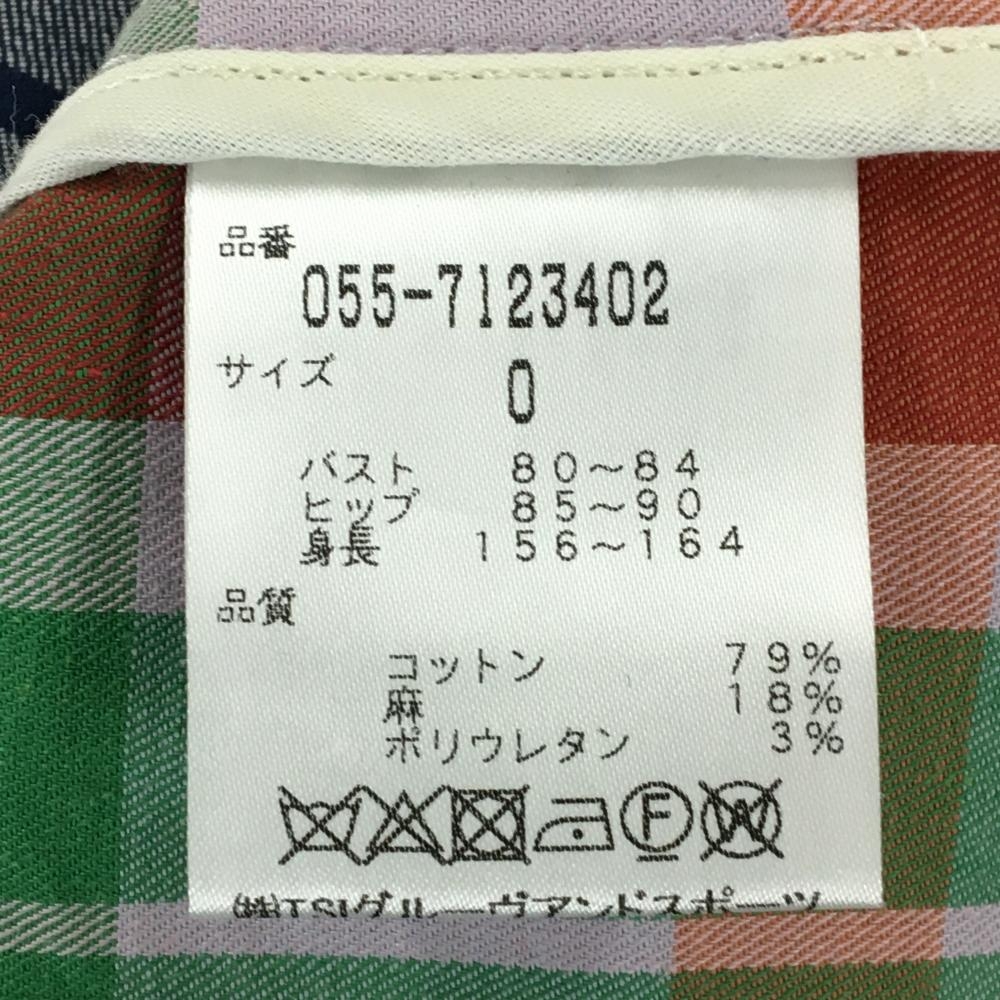 品番
055-7123402
サイズ
0
バスト 80~84
ヒップ 85~90
身長 156~164
品質
コットン 79%
麻 18%
ポリウレタン 3%
F W
㈱TSIグルーヴアンドスポーツ